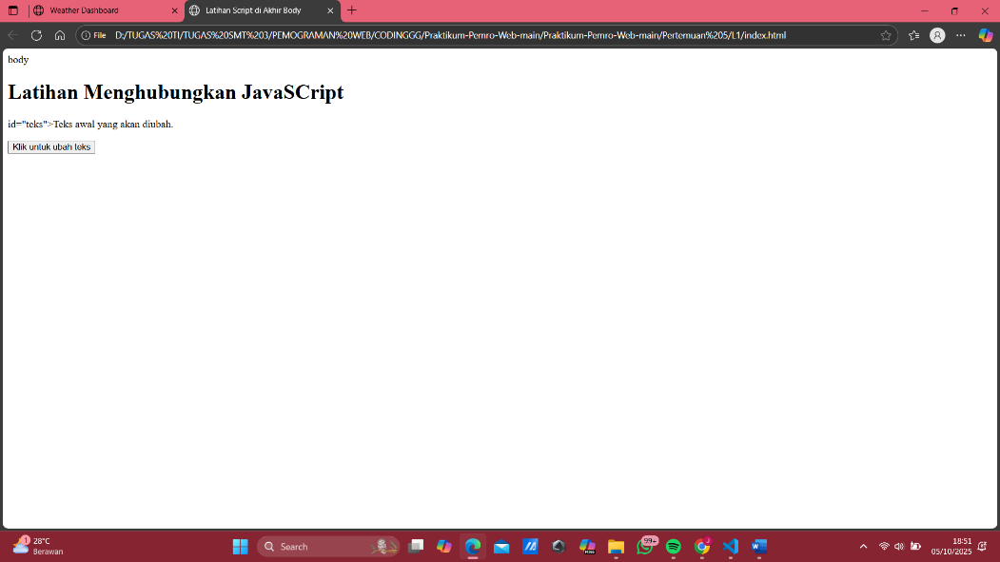 Weather Dashboard
Latihan Script di Akhir Body
File
D:/TUGAS%20TI/TUGAS%20SMT%203/PEMOGRAMAN%20WEB/CODINGGG/Praktikum-Pemro-Web-main/Praktikum-Pemro-Web-main/Pertemuan%205/L1/index.html
body
Latihan Menghubungkan JavaSCript
id="teks">Teks awal yang akan diubah.
Klik untuk ubah teks
1
28°C
Berawan
Search
M365
99+
J
18:51
05/10/2025